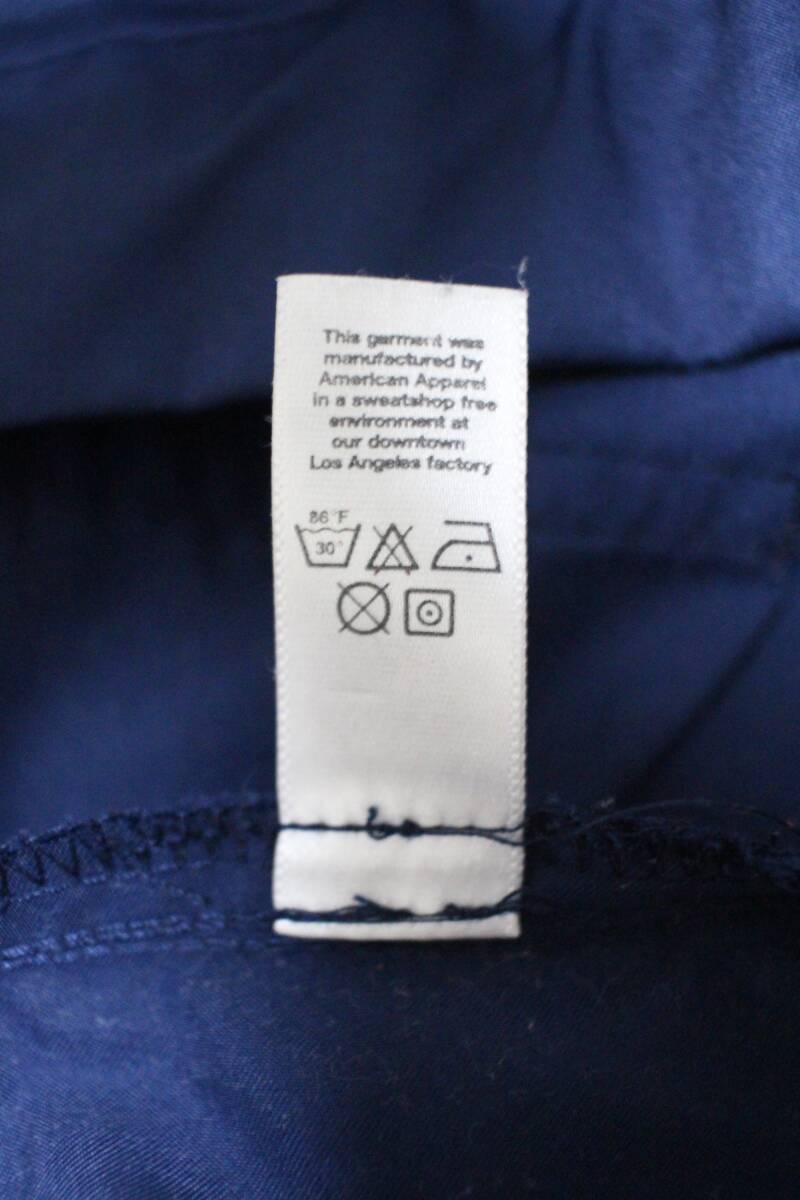 This garment was
manufactured by
American Apparel
in a sweatshop free
environment at
our downtown
Los Angeles factory
86°F
30°